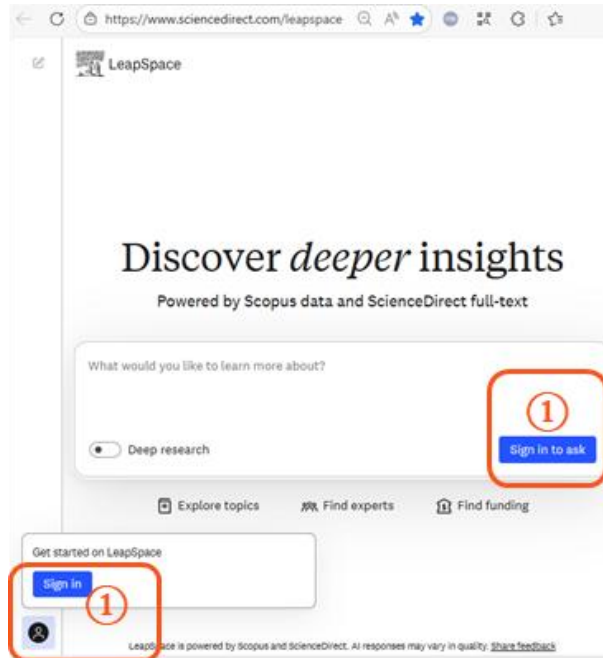 https://www.sciencedirect.com/leapspace
LeapSpace
Discover deeper insights
Powered by Scopus data and ScienceDirect full-text
What would you like to learn more about?
①
Deep research
Sign in to ask
Explore topics
Find experts
Find funding
Get started on LeapSpace
Sign in
①
LeapSpace is powered by Scopus and ScienceDirect. AI responses may vary in quality. Share feedback